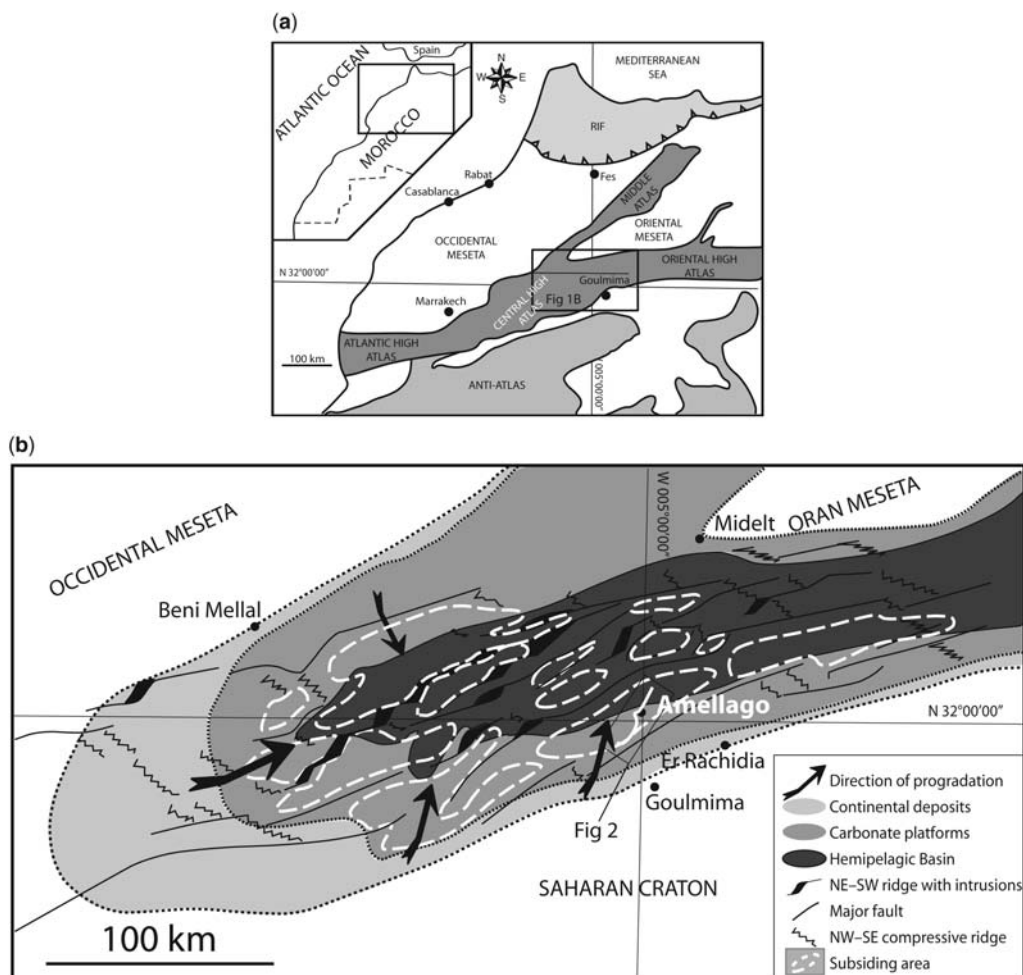 (a)
Spain
ATLANTIC OCEAN
MOROCCO
N
W E
S
MEDITERRANEAN
SEA
RIF
Rabat
Casablanca
Fes
MIDDLE
ATLAS
OCCIDENTAL
MESETA
ORIENTAL
MESETA
N 32°00'00"
ORIENTAL HIGH
ATLAS
Goulmima
Marrakech
CENTRAL HIGH
ATLAS
Fig 1B
ATLANTIC HIGH
ATLAS
100 km
ANTI-ATLAS
W 005°00'00"
(b)
OCCIDENTAL MESETA
W 005°00'00"
Midelt
ORAN MESETA
Beni Mellal
Amellago
N 32°00'00"
Er-Rachidia
Goulmima
Fig 2
SAHARAN CRATON
100 km
Direction of progradation
Continental deposits
Carbonate platforms
Hemipelagic Basin
NE–SW ridge with intrusions
Major fault
NW–SE compressive ridge
Subsiding area